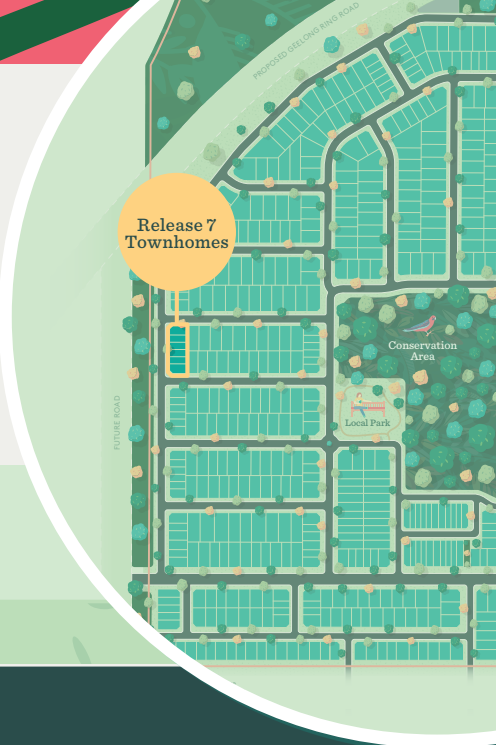 PROPOSED GEELONG RING ROAD
Release 7
Townhomes
Conservation
Area
Local Park
FUTURE ROAD